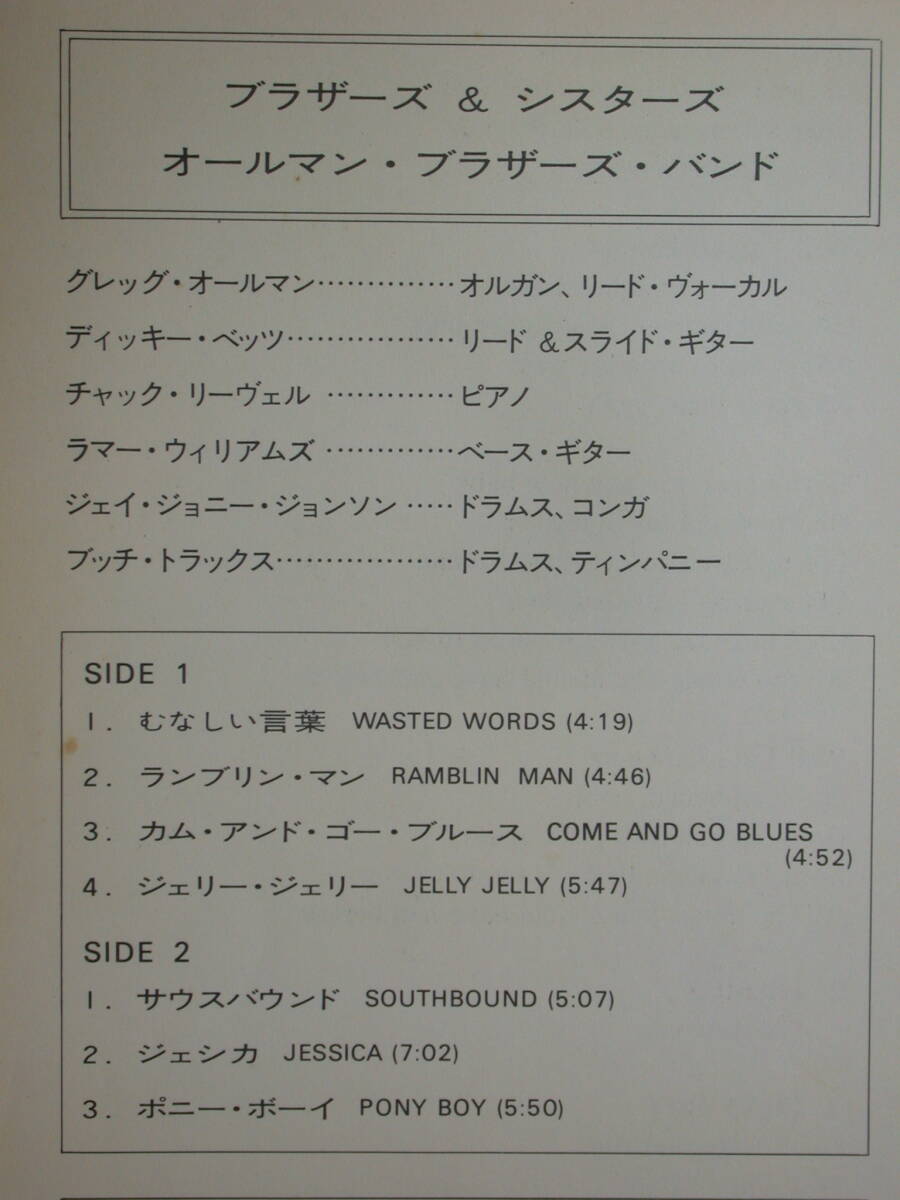 ブラザーズ & シスターズ
オールマン・ブラザーズ・バンド
グレッグ・オールマン……………オルガン、リード・ヴォーカル
ディッキー・ベッツ………………リード &スライド・ギター
チャック・リーヴェル …………ピアノ
ラマー・ウィリアムズ …………ベース・ギター
ジェイ・ジョニー・ジョンソン ……ドラムス、コンガ
ブッチ・トラックス………………ドラムス、ティンパニー
SIDE 1
1. むなしい言葉 WASTED WORDS (4:19)
2. ランブリン・マン RAMBLIN MAN (4:46)
3. カム・アンド・ゴー・ブルース COME AND GO BLUES
(4:52)
4. ジェリー・ジェリー JELLY JELLY (5:47)
SIDE 2
1. サウスバウンド SOUTHBOUND (5:07)
2. ジェシカ JESSICA (7:02)
3. ポニー・ボーイ PONY BOY (5:50)